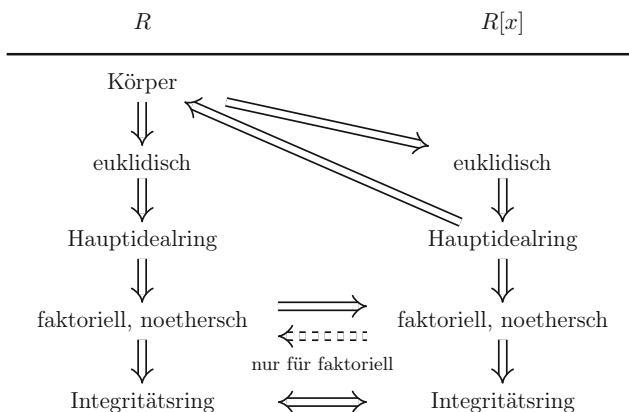 R R[x]
Körper
euklidisch euklidisch
Hauptidealring Hauptidealring
faktoriell, noethersch faktoriell, noethersch
nur für faktoriell
Integritätsring Integritätsring